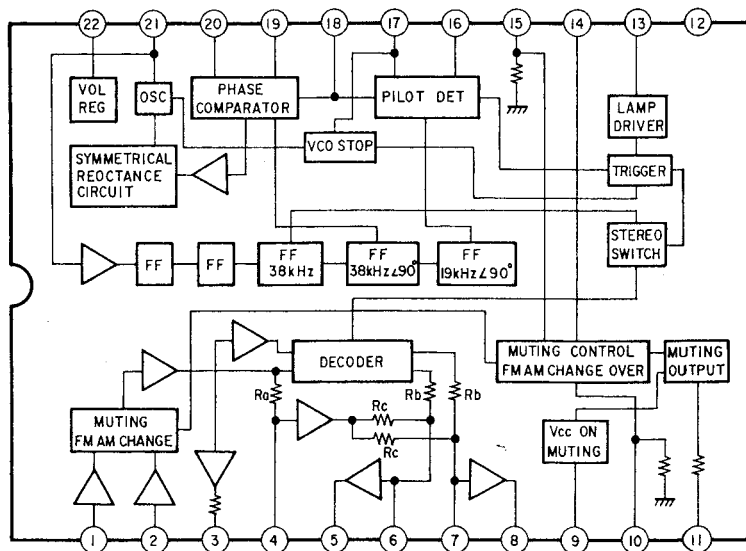 22 21 20 19 18 17 16 15 14 13 12
VOL
REG
OSC
PHASE
COMPARATOR
PILOT DET
LAMP
DRIVER
SYMMETRICAL
REOCTANCE
CIRCUIT
VCO STOP
TRIGGER
FF
FF
FF
38kHz
FF
38kHz∠90°
FF
19kHz∠90°
STEREO
SWITCH
DECODER
MUTING CONTROL
FM AM CHANGE OVER
MUTING
OUTPUT
Ra
Rb
Rb
Rc
Rc
MUTING
FM AM CHANGE
Vcc ON
MUTING
1 2 3 4 5 6 7 8 9 10 11